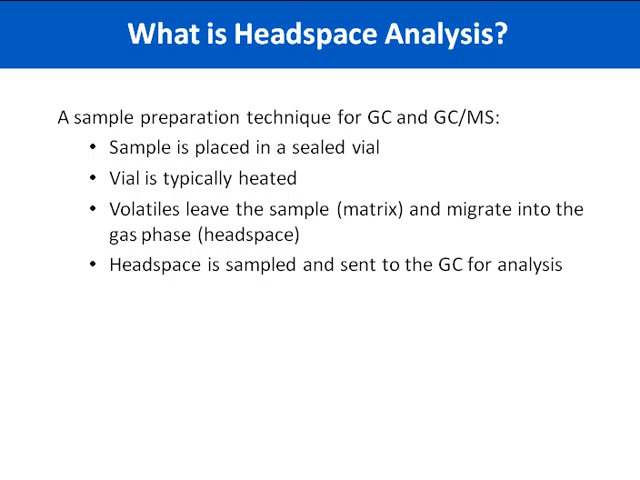 What is Headspace Analysis?
A sample preparation technique for GC and GC/MS:
• Sample is placed in a sealed vial
• Vial is typically heated
• Volatiles leave the sample (matrix) and migrate into the
gas phase (headspace)
• Headspace is sampled and sent to the GC for analysis